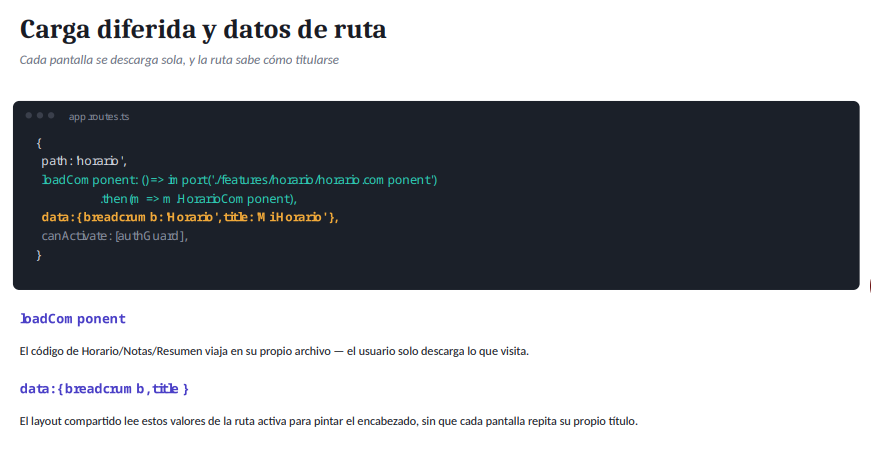 Carga diferida y datos de ruta
Cada pantalla se descarga sola, y la ruta sabe cómo titularse
app.routes.ts
{
path: 'horario',
loadComponent: () => import('./features/horario/horario.component')
.then(m => m.HorarioComponent),
data: { breadcrumb: 'Horario', title: 'Mi Horario' },
canActivate: [authGuard],
}
loadComponent
El código de Horario/Notas/Resumen viaja en su propio archivo — el usuario solo descarga lo que visita.
data: { breadcrumb, title }
El layout compartido lee estos valores de la ruta activa para pintar el encabezado, sin que cada pantalla repita su propio título.